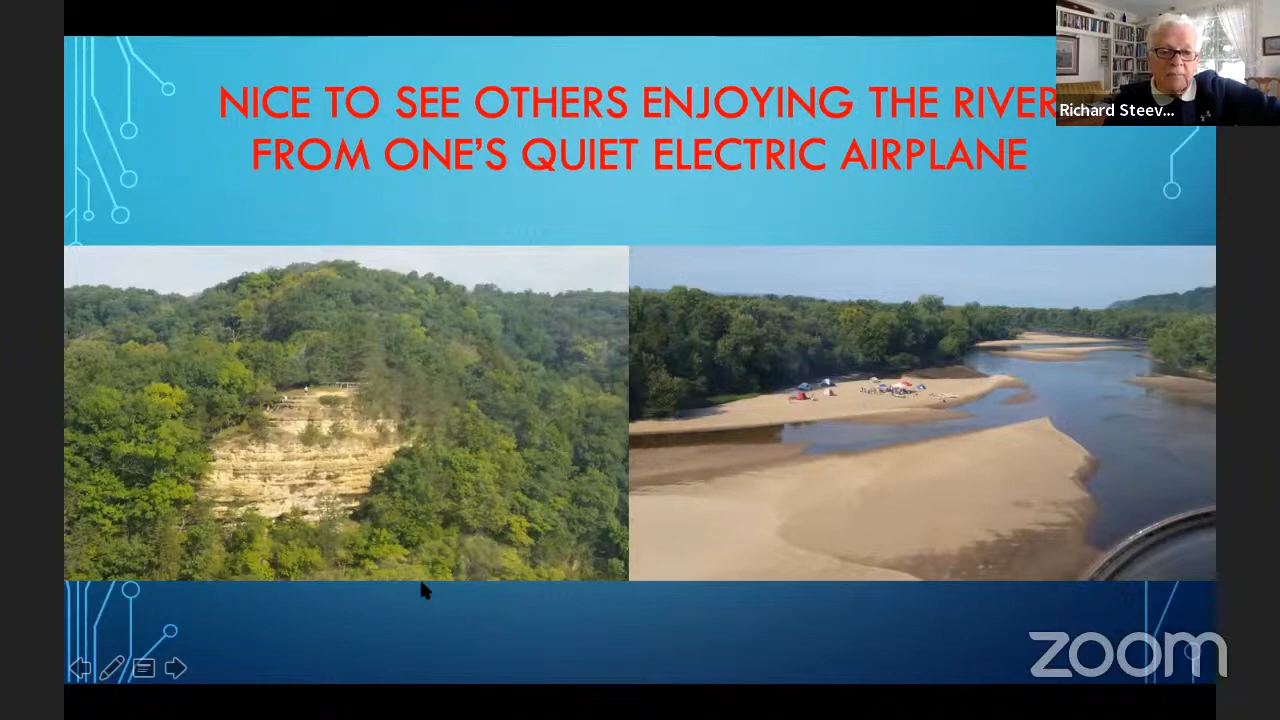 NICE TO SEE OTHERS ENJOYING THE RIVER
FROM ONE'S QUIET ELECTRIC AIRPLANE
Richard Steev...
zoom